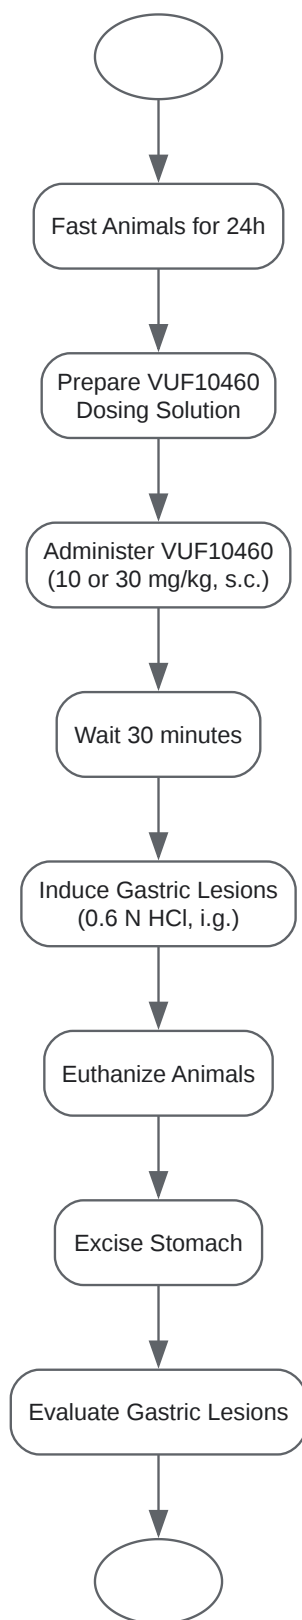 Fast Animals for 24h
Prepare VUF10460
Dosing Solution
Administer VUF10460
(10 or 30 mg/kg, s.c.)
Wait 30 minutes
Induce Gastric Lesions
(0.6 N HCl, i.g.)
Euthanize Animals
Excise Stomach
Evaluate Gastric Lesions